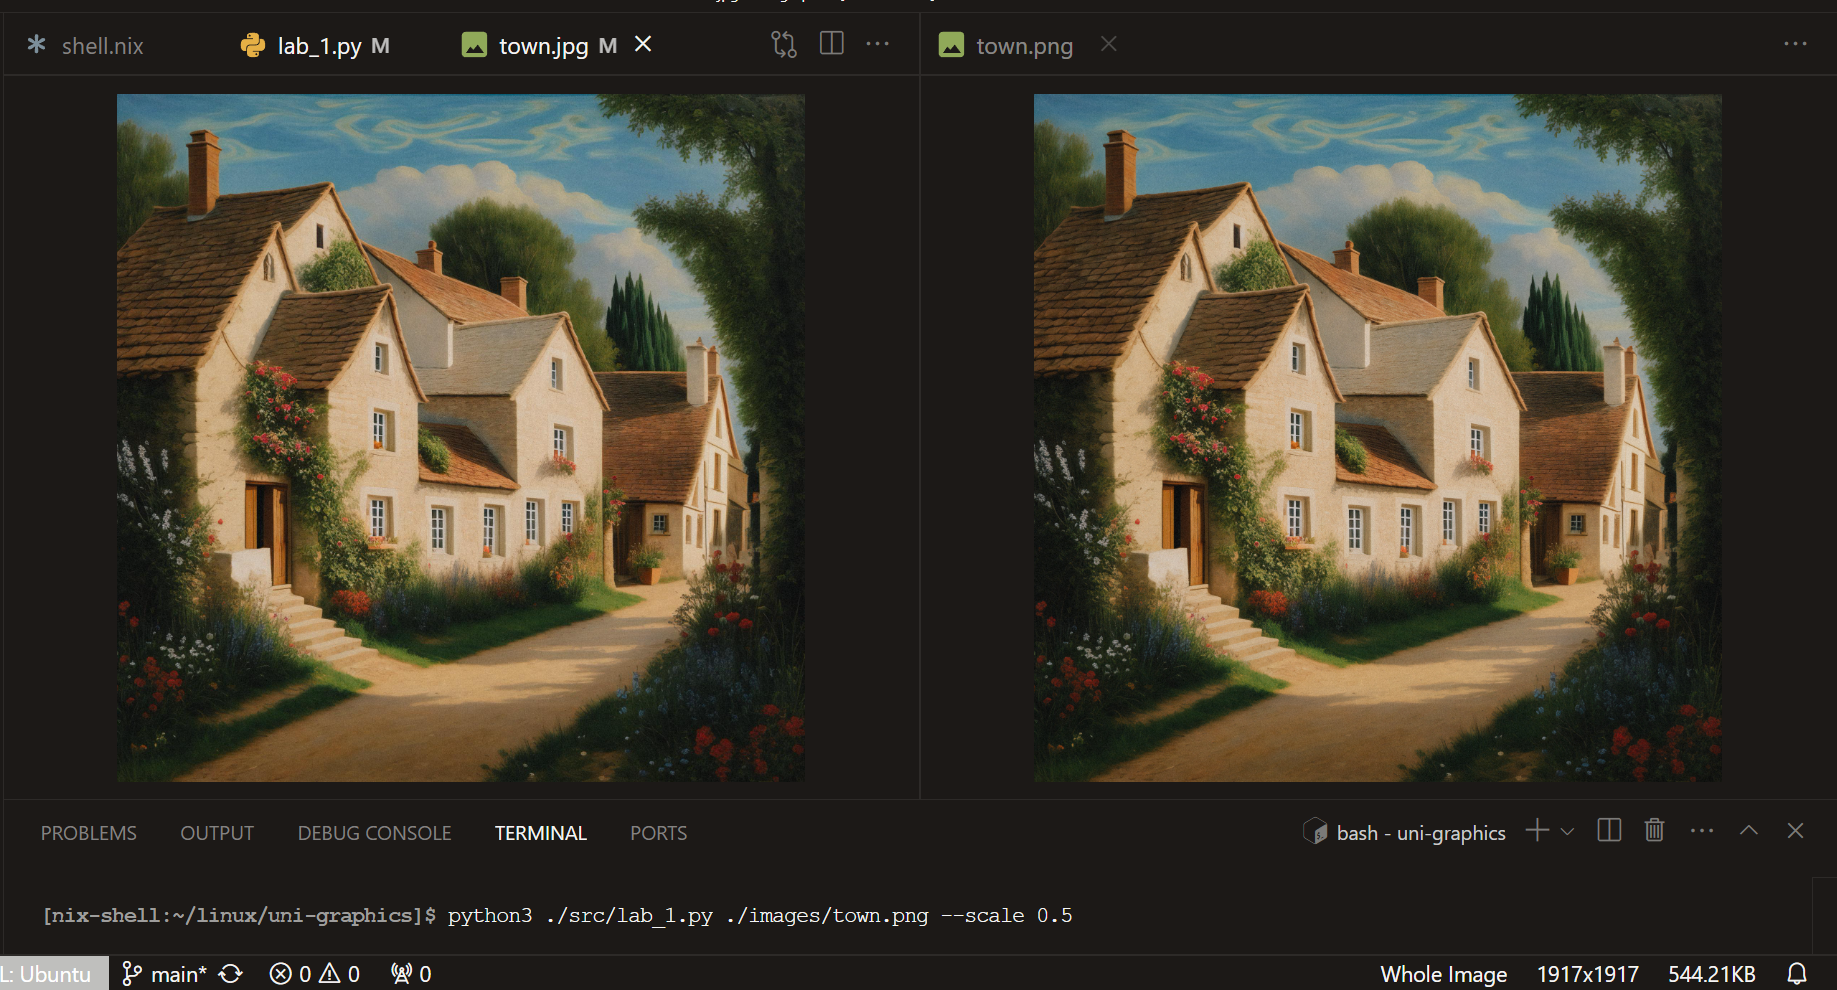 shell.nix
lab_1.py M
town.jpg M
town.png
PROBLEMS
OUTPUT
DEBUG CONSOLE
TERMINAL
PORTS
bash - uni-graphics
[nix-shell:~/linux/uni-graphics]$ python3 ./src/lab_1.py ./images/town.png --scale 0.5
L: Ubuntu
main*
0
0
0
Whole Image
1917x1917
544.21KB